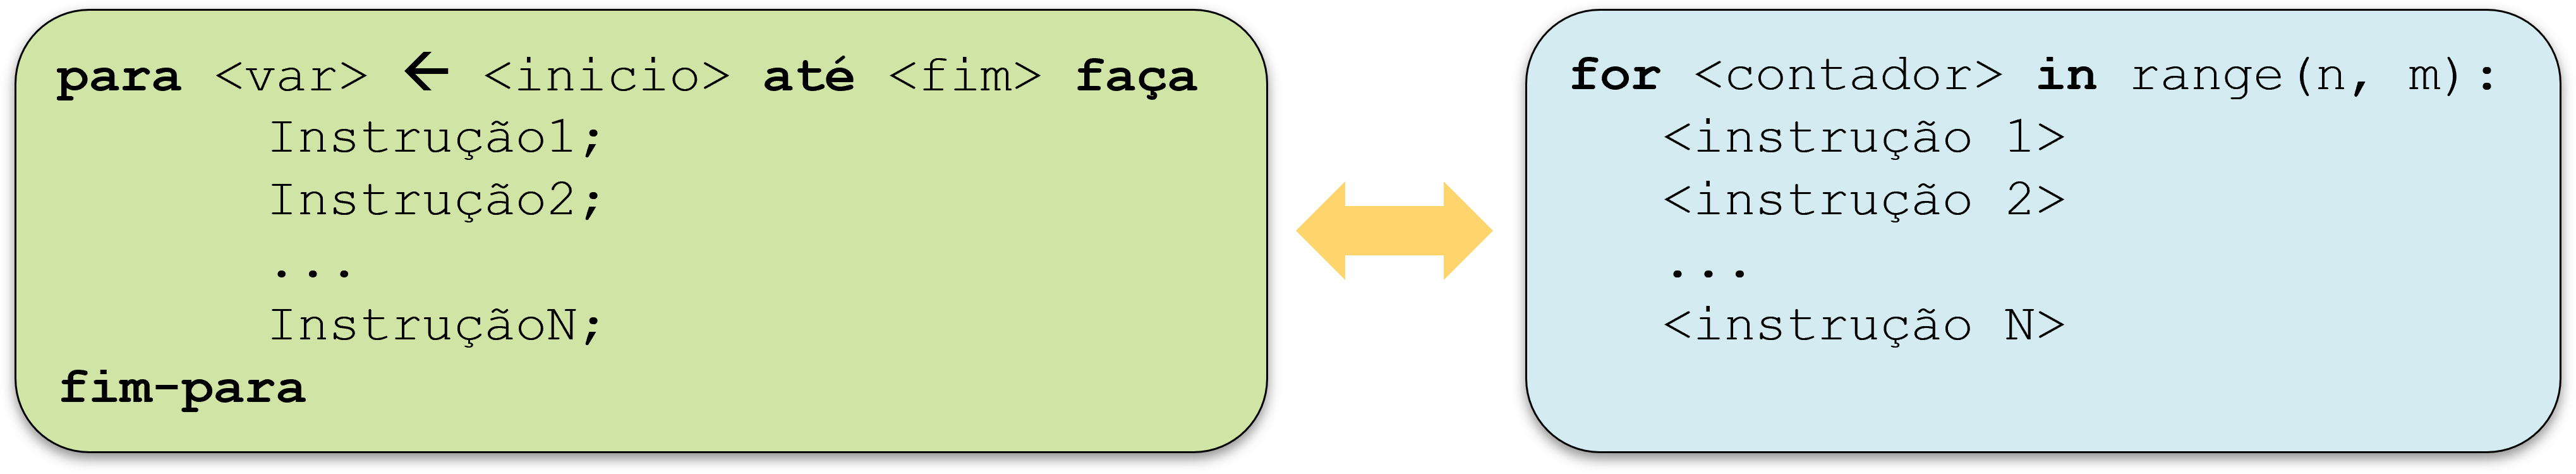 para <var> ← <inicio> até <fim> faça
Instrução1;
Instrução2;
...
InstruçãoN;
fim-para
for <contador> in range(n, m):
<instrução 1>
<instrução 2>
...
<instrução N>